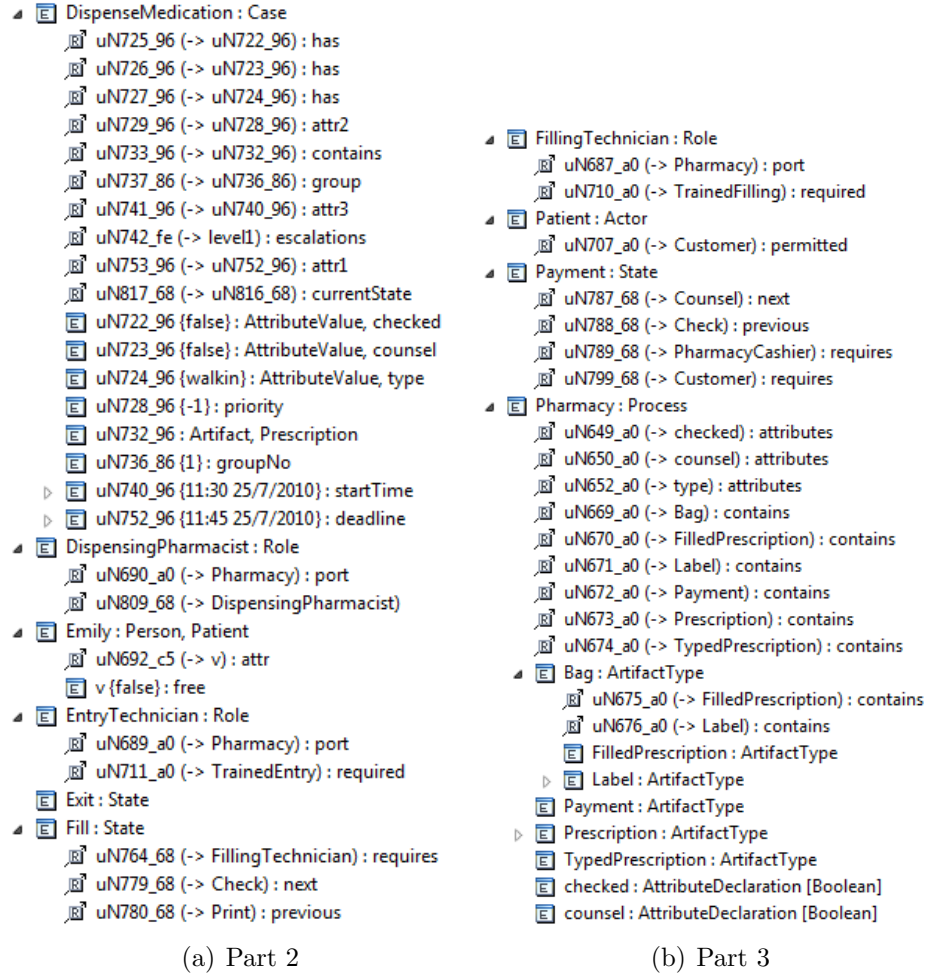 DispenseMedication : Case
uN725_96 (-> uN722_96) : has
uN726_96 (-> uN723_96) : has
uN727_96 (-> uN724_96) : has
uN729_96 (-> uN728_96) : attr2
uN733_96 (-> uN732_96) : contains
uN737_86 (-> uN736_86) : group
uN741_96 (-> uN740_96) : attr3
uN742_fe (-> level1) : escalations
uN753_96 (-> uN752_96) : attr1
uN817_68 (-> uN816_68) : currentState
uN722_96 {false} : AttributeValue, checked
uN723_96 {false} : AttributeValue, counsel
uN724_96 {walkin} : AttributeValue, type
uN728_96 {-1} : priority
uN732_96 : Artifact, Prescription
uN736_86 {1} : groupNo
uN740_96 {11:30 25/7/2010} : startTime
uN752_96 {11:45 25/7/2010} : deadline
DispensingPharmacist : Role
uN690_a0 (-> Pharmacy) : port
uN809_68 (-> DispensingPharmacist)
Emily : Person, Patient
uN692_c5 (-> v) : attr
v {false} : free
EntryTechnician : Role
uN689_a0 (-> Pharmacy) : port
uN711_a0 (-> TrainedEntry) : required
Exit : State
Fill : State
uN764_68 (-> FillingTechnician) : requires
uN779_68 (-> Check) : next
uN780_68 (-> Print) : previous
(a) Part 2
FillingTechnician : Role
uN687_a0 (-> Pharmacy) : port
uN710_a0 (-> TrainedFilling) : required
Patient : Actor
uN707_a0 (-> Customer) : permitted
Payment : State
uN787_68 (-> Counsel) : next
uN788_68 (-> Check) : previous
uN789_68 (-> PharmacyCashier) : requires
uN799_68 (-> Customer) : requires
Pharmacy : Process
uN649_a0 (-> checked) : attributes
uN650_a0 (-> counsel) : attributes
uN652_a0 (-> type) : attributes
uN669_a0 (-> Bag) : contains
uN670_a0 (-> FilledPrescription) : contains
uN671_a0 (-> Label) : contains
uN672_a0 (-> Payment) : contains
uN673_a0 (-> Prescription) : contains
uN674_a0 (-> TypedPrescription) : contains
Bag : ArtifactType
uN675_a0 (-> FilledPrescription) : contains
uN676_a0 (-> Label) : contains
FilledPrescription : ArtifactType
Label : ArtifactType
Payment : ArtifactType
Prescription : ArtifactType
TypedPrescription : ArtifactType
checked : AttributeDeclaration [Boolean]
counsel : AttributeDeclaration [Boolean]
(b) Part 3